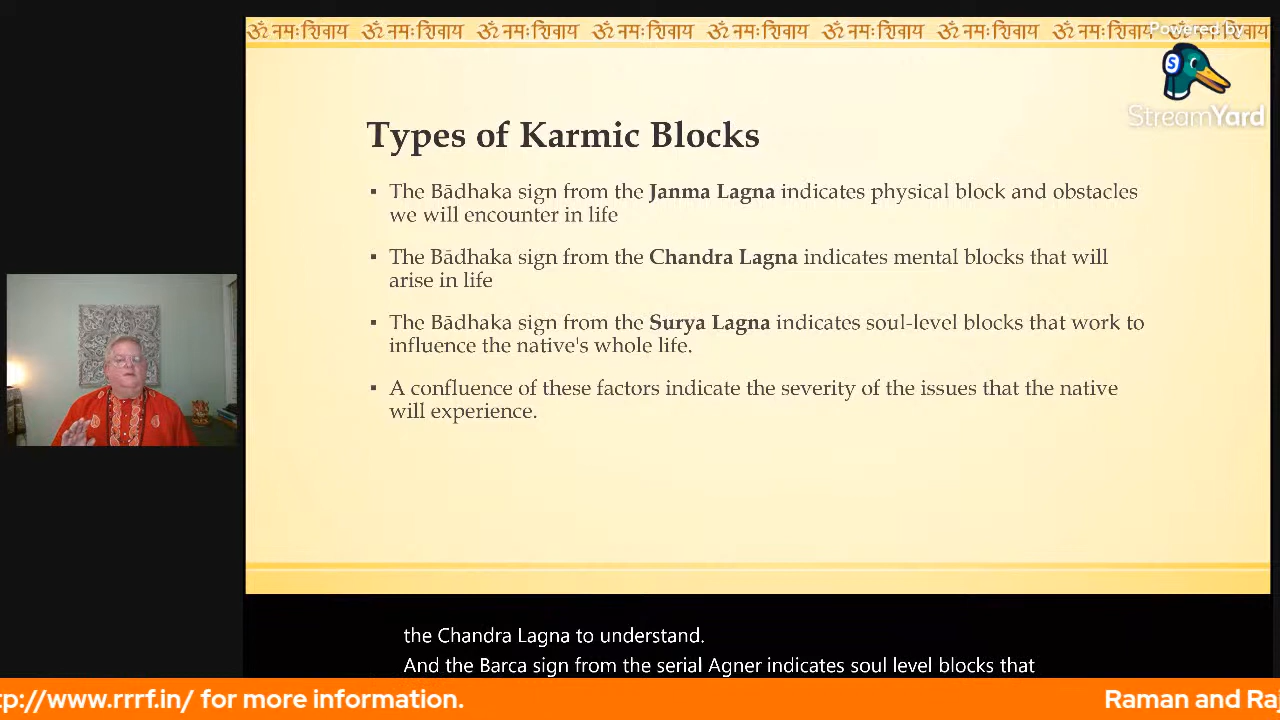 ॐ नमःशिवाय ॐ नमःशिवाय ॐ नमःशिवाय ॐ नमःशिवाय ॐ नमःशिवाय ॐ नमःशिवाय ॐ नमःशिवाय ॐ नमःशिवाय ॐ नमःशिवाय
Powered by
S
StreamYard
Types of Karmic Blocks
▪ The Bādhaka sign from the Janma Lagna indicates physical block and obstacles
we will encounter in life
▪ The Bādhaka sign from the Chandra Lagna indicates mental blocks that will
arise in life
▪ The Bādhaka sign from the Surya Lagna indicates soul-level blocks that work to
influence the native's whole life.
▪ A confluence of these factors indicate the severity of the issues that the native
will experience.
the Chandra Lagna to understand.
And the Barca sign from the serial Agner indicates soul level blocks that
tp://www.rrrf.in/ for more information. Raman and Raj